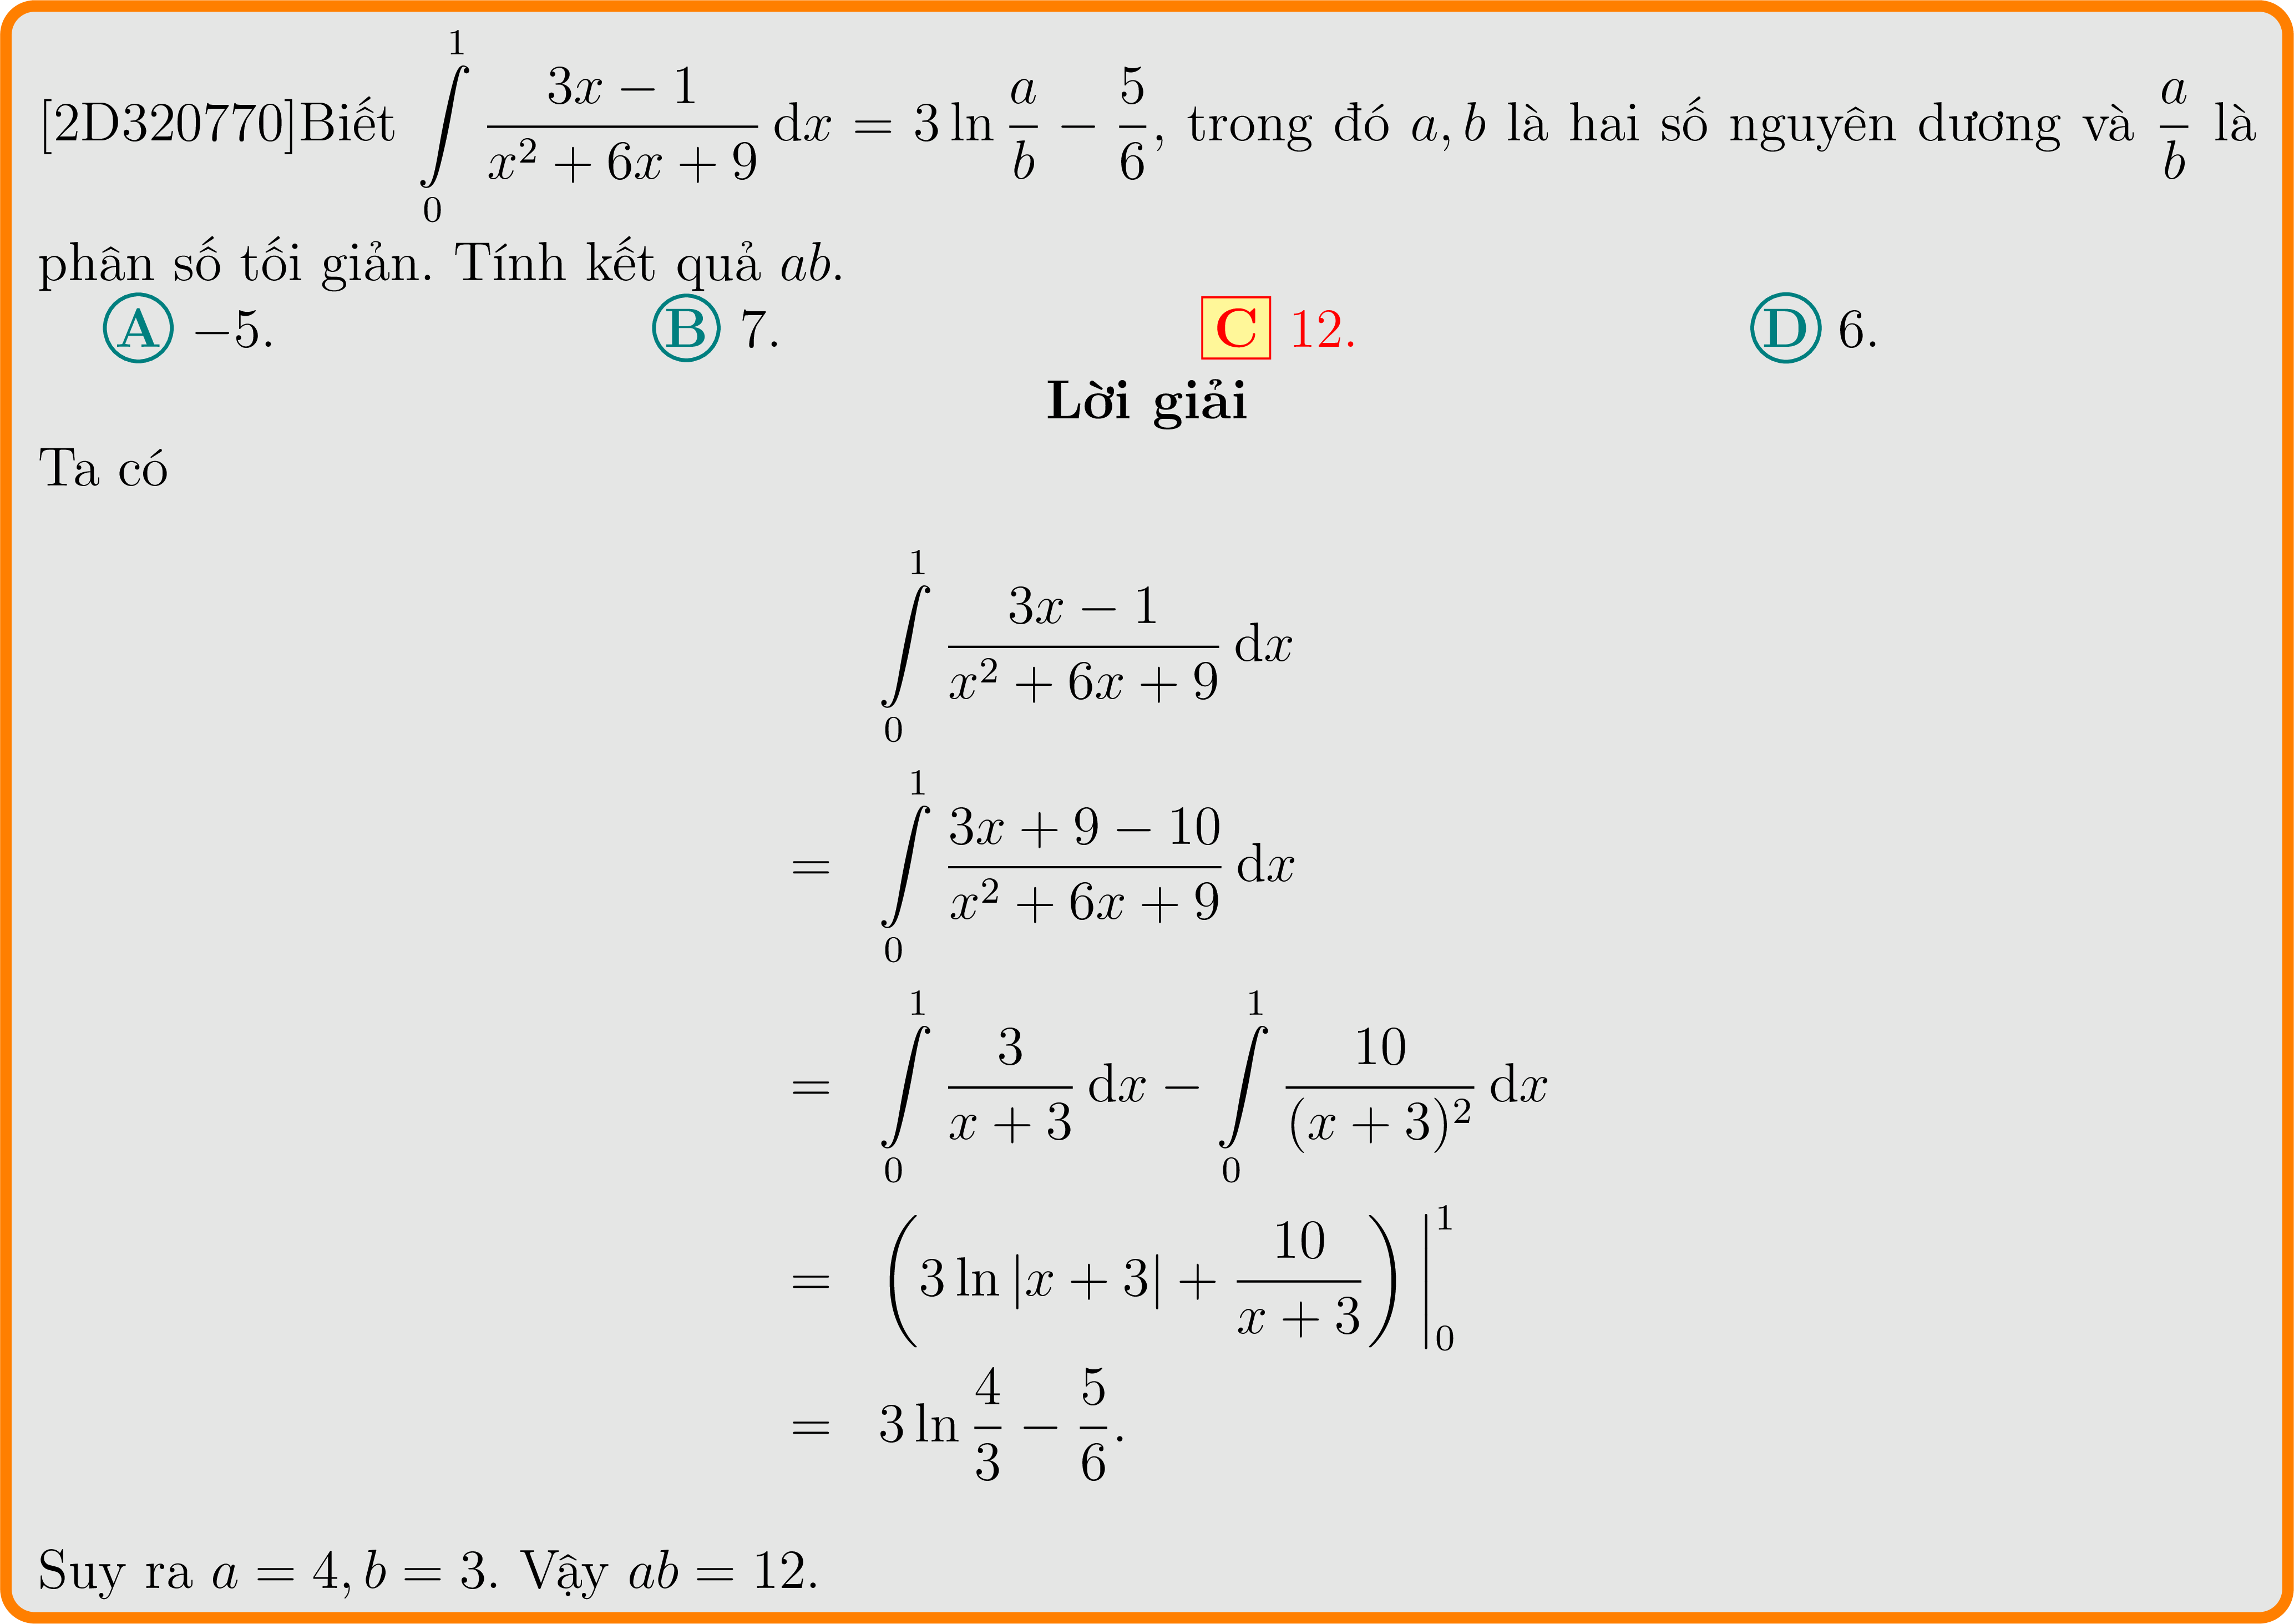 [2D320770]Biết $\int\limits_0^1 \frac{3x-1}{x^2+6x+9}\,\mathrm{d}x = 3\ln\frac{a}{b} - \frac{5}{6}$, trong đó $a, b$ là hai số nguyên dương và $\frac{a}{b}$ là
phân số tối giản. Tính kết quả $ab$.
A −5. B 7. C 12. D 6.
Lời giải
Ta có
$\int\limits_0^1 \frac{3x-1}{x^2+6x+9}\,\mathrm{d}x$
$= \int\limits_0^1 \frac{3x+9-10}{x^2+6x+9}\,\mathrm{d}x$
$= \int\limits_0^1 \frac{3}{x+3}\,\mathrm{d}x - \int\limits_0^1 \frac{10}{(x+3)^2}\,\mathrm{d}x$
$= \left(3\ln|x+3| + \frac{10}{x+3}\right)\Big|_0^1$
$= 3\ln\frac{4}{3} - \frac{5}{6}.$
Suy ra $a = 4, b = 3$. Vậy $ab = 12$.